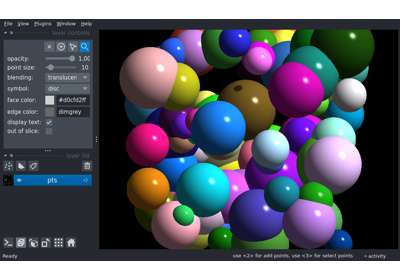 File View Plugins Window Help
layer controls
opacity: 1.00
point size: 10
blending: translucen
symbol: disc
face color: #d0cfd2ff
edge color: dimgrey
display text:
out of slice:
layer list
pts
Ready
use <2> for add points, use <3> for select points
activity